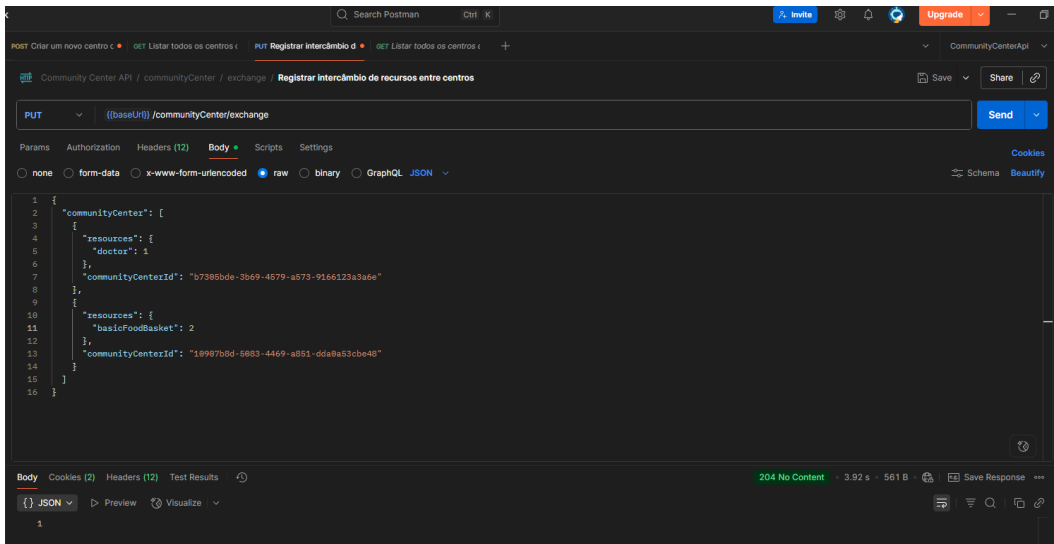 Search Postman Ctrl K Invite Upgrade
POST Criar um novo centro c GET Listar todos os centros c PUT Registrar intercâmbio d GET Listar todos os centros c + CommunityCenterApi
HTTP Community Center API / communityCenter / exchange / Registrar intercâmbio de recursos entre centros Save Share
PUT {{baseUrl}} /communityCenter/exchange Send
Params Authorization Headers (12) Body Scripts Settings Cookies
none form-data x-www-form-urlencoded raw binary GraphQL JSON Schema Beautify
1 {
2 "communityCenter": [
3 {
4 "resources": {
5 "doctor": 1
6 },
7 "communityCenterId": "b7305bde-3b69-4579-a573-9166123a3a6e"
8 },
9 {
10 "resources": {
11 "basicFoodBasket": 2
12 },
13 "communityCenterId": "10907b8d-5083-4469-a851-dda0a53cbe48"
14 }
15 ]
16 }
Body Cookies (2) Headers (12) Test Results 204 No Content 3.92 s 561 B Save Response
{} JSON Preview Visualize
1